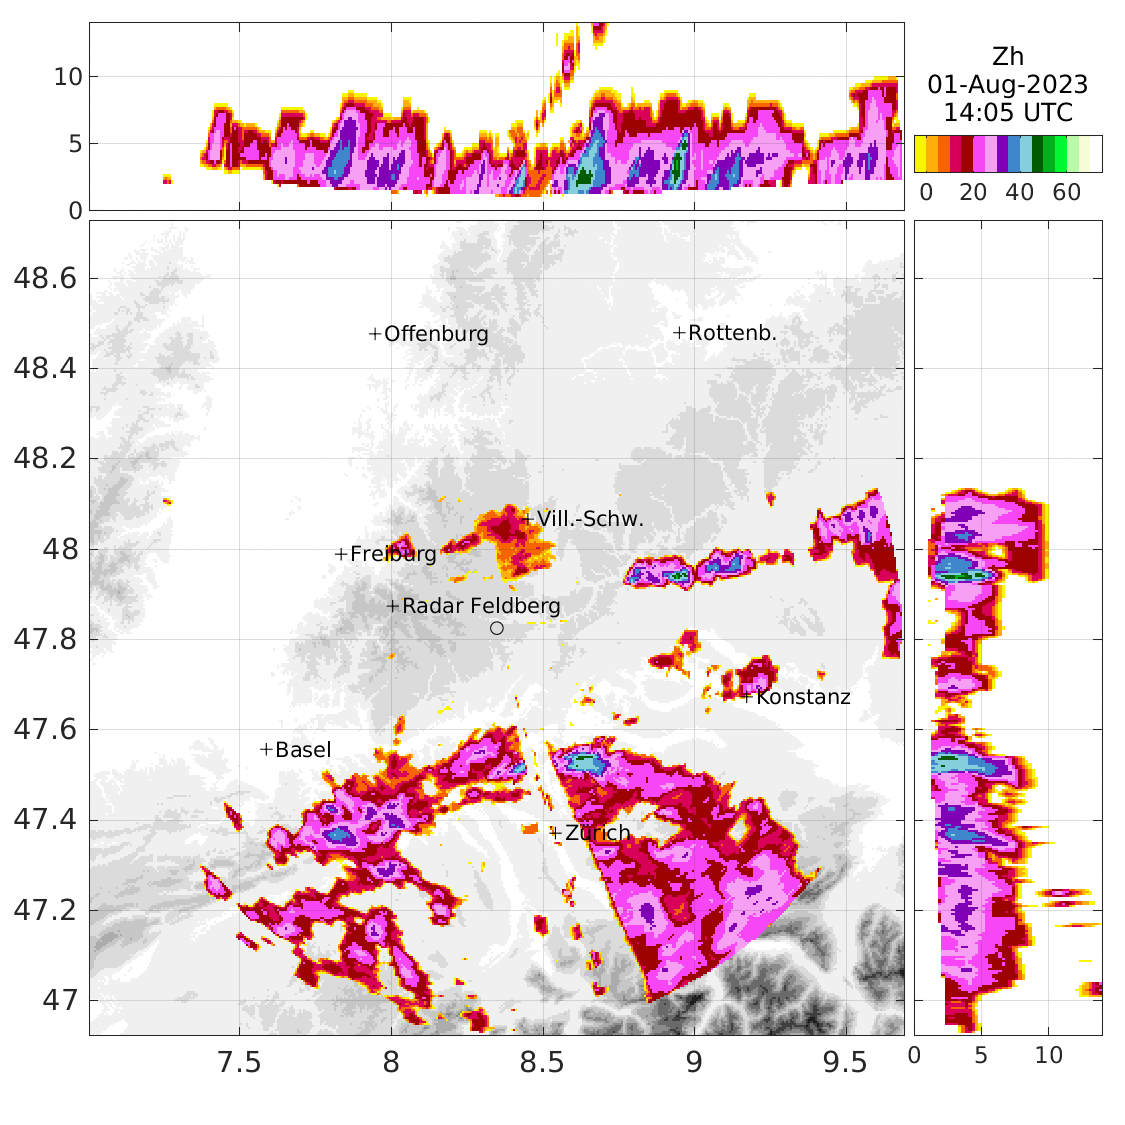 10
5
0
Zh
01-Aug-2023
14:05 UTC
0 20 40 60
48.6
48.4
48.2
48
47.8
47.6
47.4
47.2
47
+Offenburg
+Rottenb.
+Vill.-Schw.
+Freiburg
+Radar Feldberg
+Konstanz
+Basel
+Zürich
7.5 8 8.5 9 9.5
0 5 10